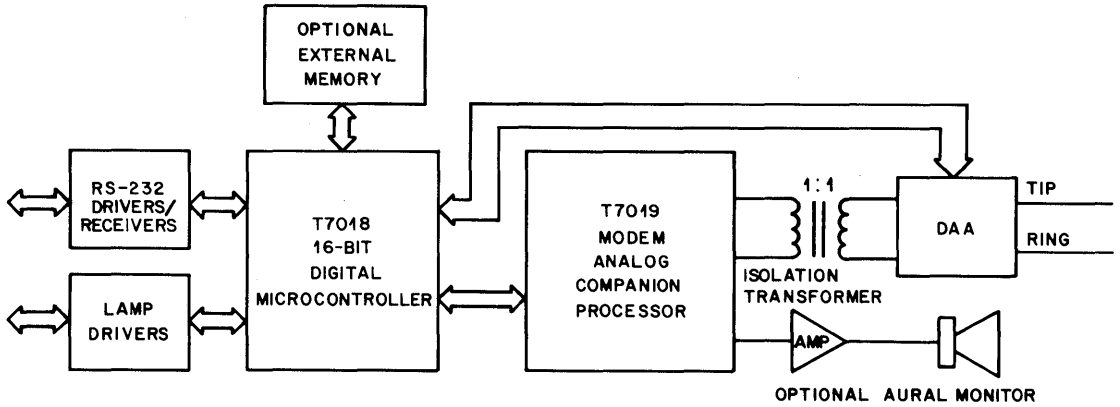 OPTIONAL
EXTERNAL
MEMORY
RS-232
DRIVERS/
RECEIVERS
LAMP
DRIVERS
T7018
16-BIT
DIGITAL
MICROCONTROLLER
T7019
MODEM
ANALOG
COMPANION
PROCESSOR
1:1
ISOLATION
TRANSFORMER
DAA
TIP
RING
AMP
OPTIONAL AURAL MONITOR